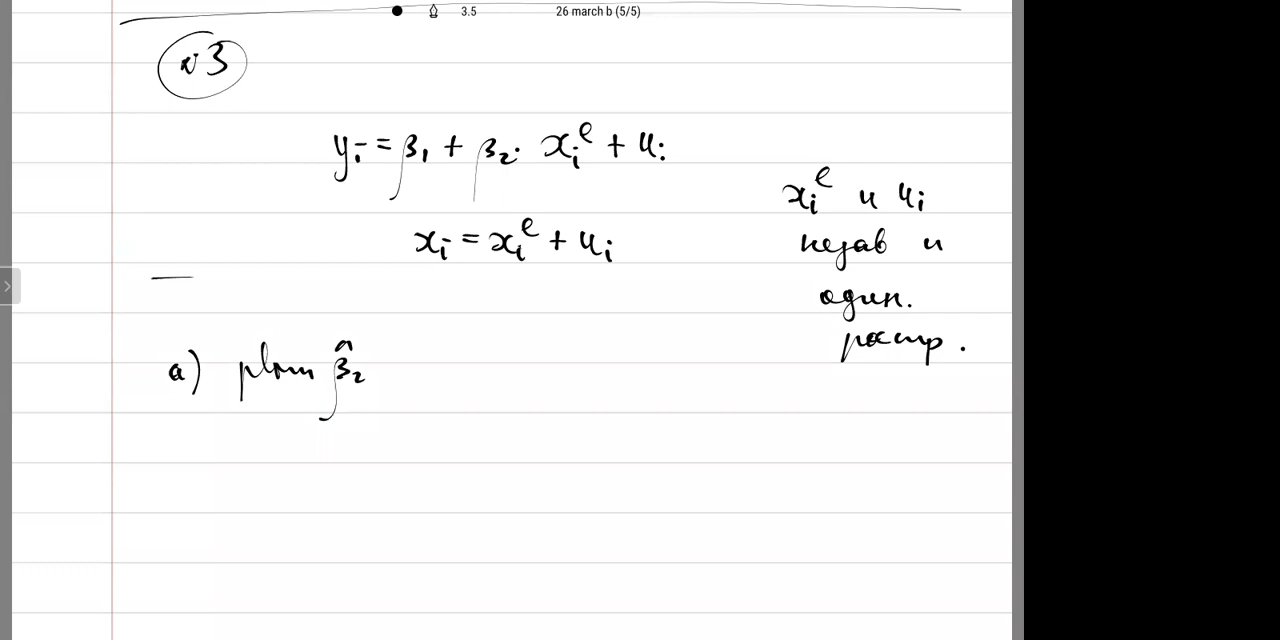 3.5 26 march b (5/5)
№3
yᵢ = β₁ + β₂ · xᵢᵉ + uᵢ
xᵢᵉ и uᵢ
xᵢ = xᵢᵉ + uᵢ
незав и
один.
распр.
a) plim β̂₂